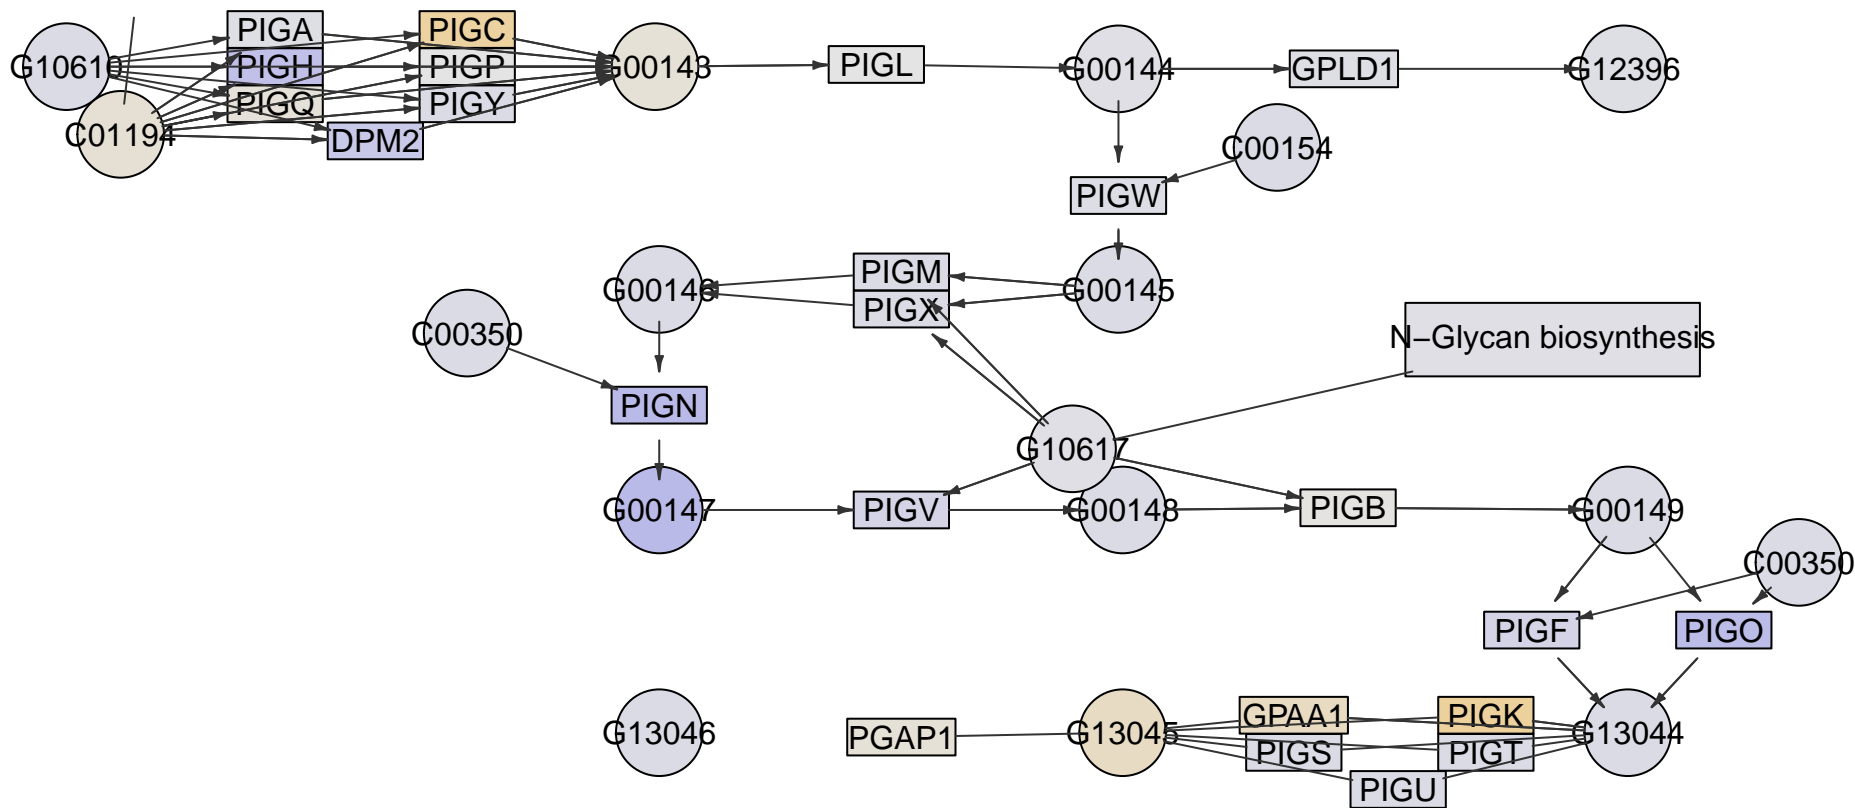 PIGA
PIGC
G10610
PIGH
PIGP
G00143
PIGL
G00144
GPLD1
G12396
PIGQ
PIGY
C01194
DPM2
C00154
PIGW
G00146
PIGM
G00145
PIGX
C00350
N−Glycan biosynthesis
PIGN
G10617
G00147
PIGV
G00148
PIGB
G00149
C00350
PIGF
PIGO
G13046
PGAP1
G13045
GPAA1
PIGK
G13044
PIGS
PIGT
PIGU